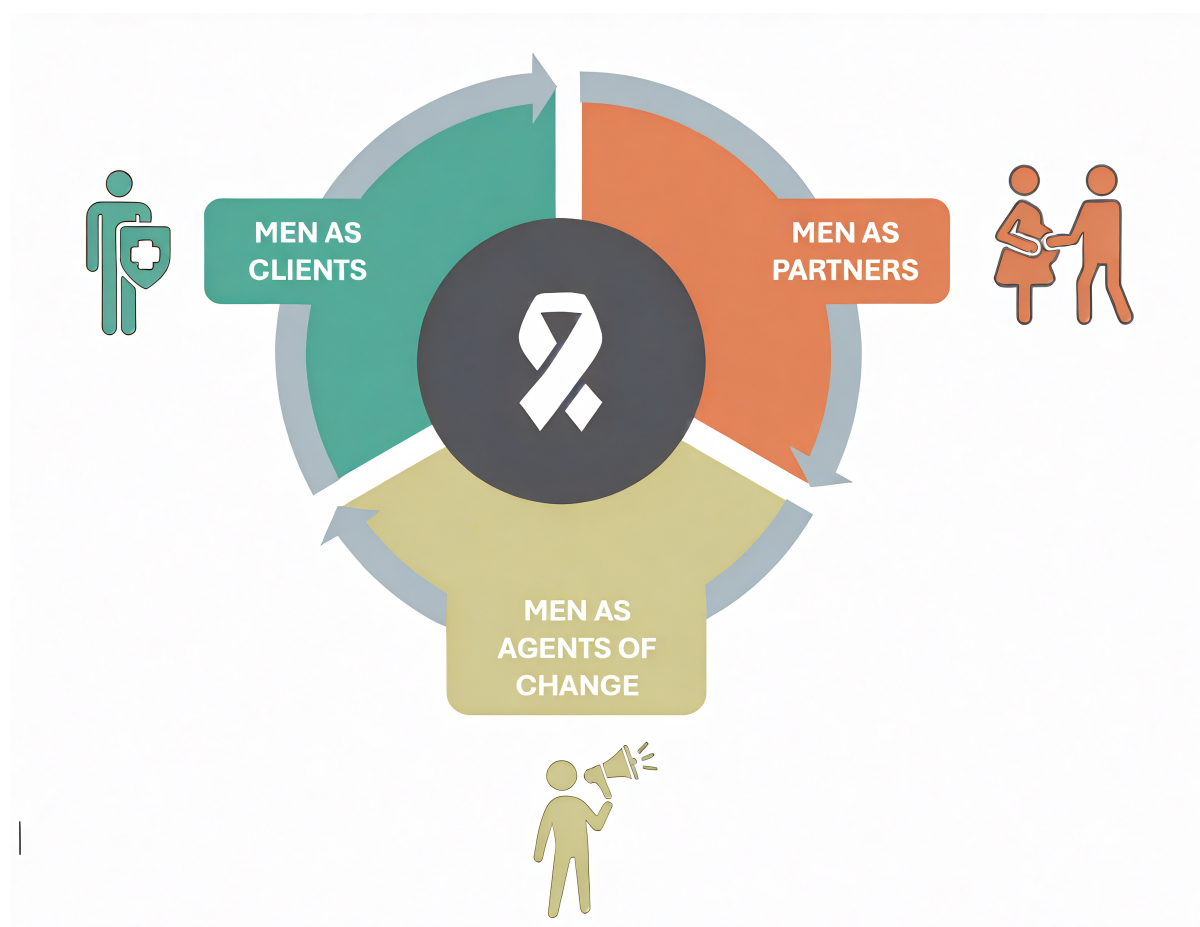 MEN AS
CLIENTS
MEN AS
PARTNERS
MEN AS
AGENTS OF
CHANGE